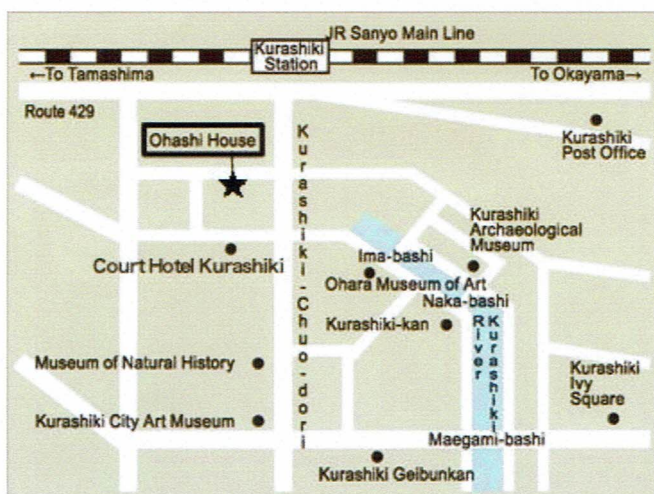 JR Sanyo Main Line
Kurashiki
Station
←To Tamashima
To Okayama→
Route 429
Kurashiki
Post Office
Ohashi House
Kurashiki-Chuo-dori
Kurashiki
Archaeological
Museum
Ima-bashi
Court Hotel Kurashiki
Ohara Museum of Art
Naka-bashi
Kurashiki-kan
Kurashiki
River
Museum of Natural History
Kurashiki
Ivy
Square
Kurashiki City Art Museum
Maegami-bashi
Kurashiki Geibunkan